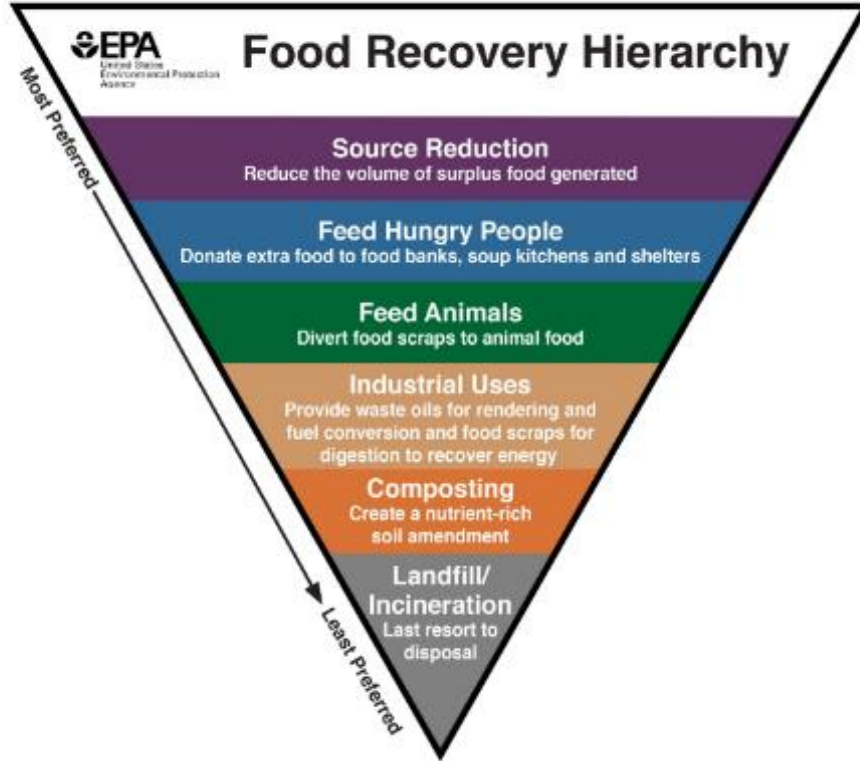 EPA
United States
Environmental Protection
Agency
Food Recovery Hierarchy
Most Preferred
Source Reduction
Reduce the volume of surplus food generated
Feed Hungry People
Donate extra food to food banks, soup kitchens and shelters
Feed Animals
Divert food scraps to animal food
Industrial Uses
Provide waste oils for rendering and
fuel conversion and food scraps for
digestion to recover energy
Composting
Create a nutrient-rich
soil amendment
Landfill/
Incineration
Last resort to
disposal
Least Preferred